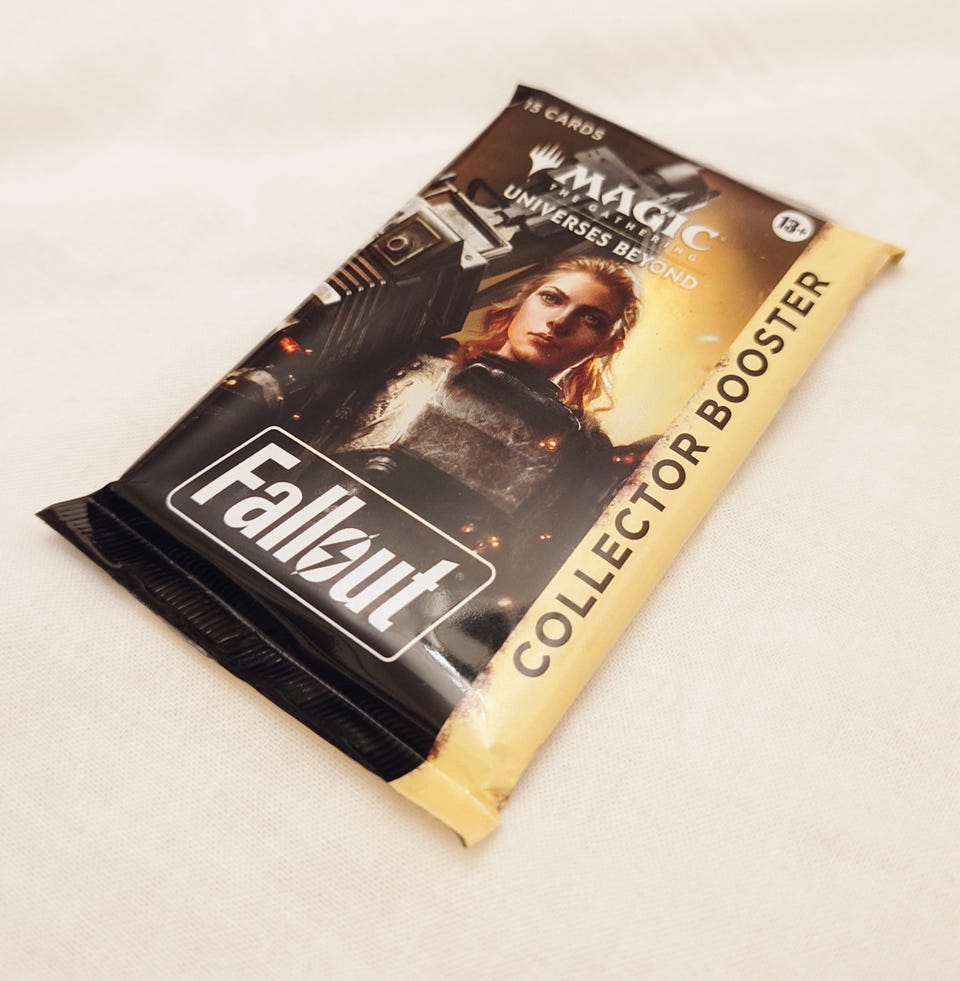 15 CARDS
MAGIC
THE GATHERING
UNIVERSES BEYOND
13+
COLLECTOR BOOSTER
Fallout